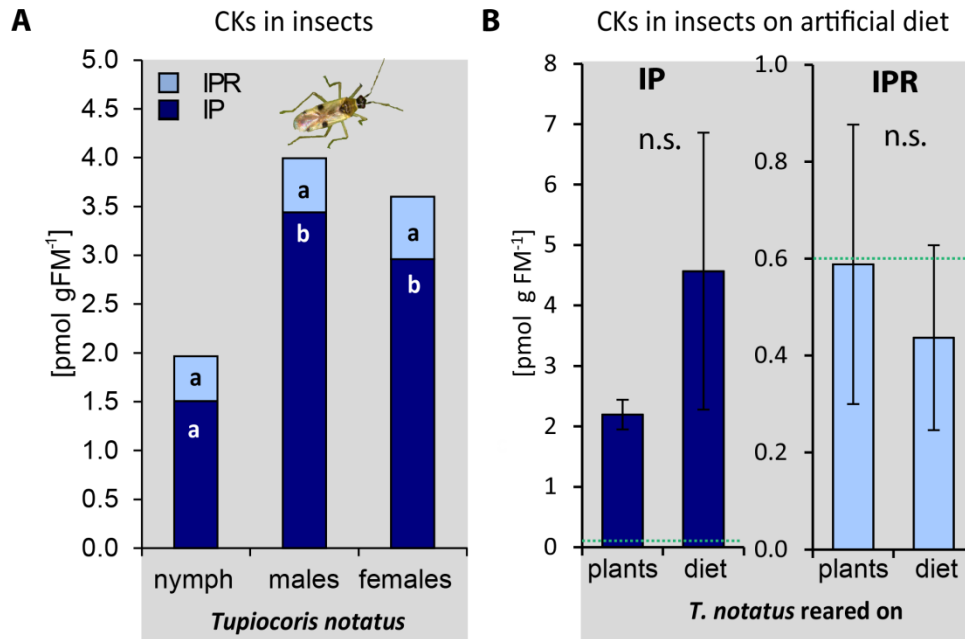 A
CKs in insects
[pmol gFM⁻¹]
5.0
4.5
4.0
3.5
3.0
2.5
2.0
1.5
1.0
0.5
0.0
IPR
IP
a
a
a
b
a
b
nymph males females
Tupiocoris notatus
B
CKs in insects on artificial diet
[pmol g FM⁻¹]
8
7
6
5
4
3
2
1
0
IP
n.s.
plants diet
1.0
0.8
0.6
0.4
0.2
0.0
IPR
n.s.
plants diet
T. notatus reared on